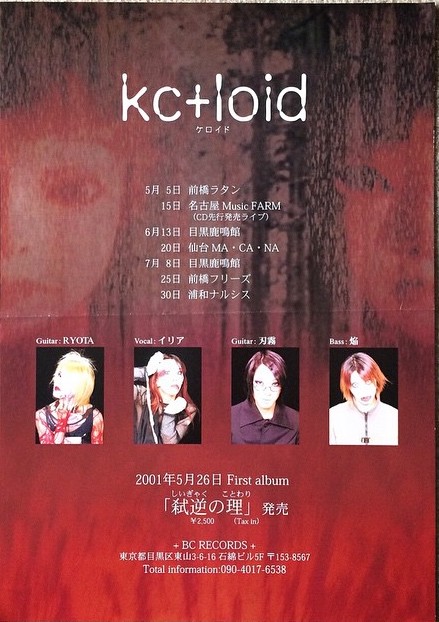 kc+loid
ケロイド
5月 5日 前橋ラタン
15日 名古屋 Music FARM
(CD先行発売ライブ)
6月13日 目黒鹿鳴館
20日 仙台 MA・CA・NA
7月 8日 目黒鹿鳴館
25日 前橋フリーズ
30日 浦和ナルシス
Guitar : RYOTA Vocal : イリア Guitar : 刃霧 Bass : 焔
2001年5月26日 First album
しいぎゃく ことわり
「弑逆の理」発売
¥2,500 (Tax in)
+ BC RECORDS +
東京都目黒区東山3-6-16 石綿ビル5F 〒153-8567
Total information:090-4017-6538